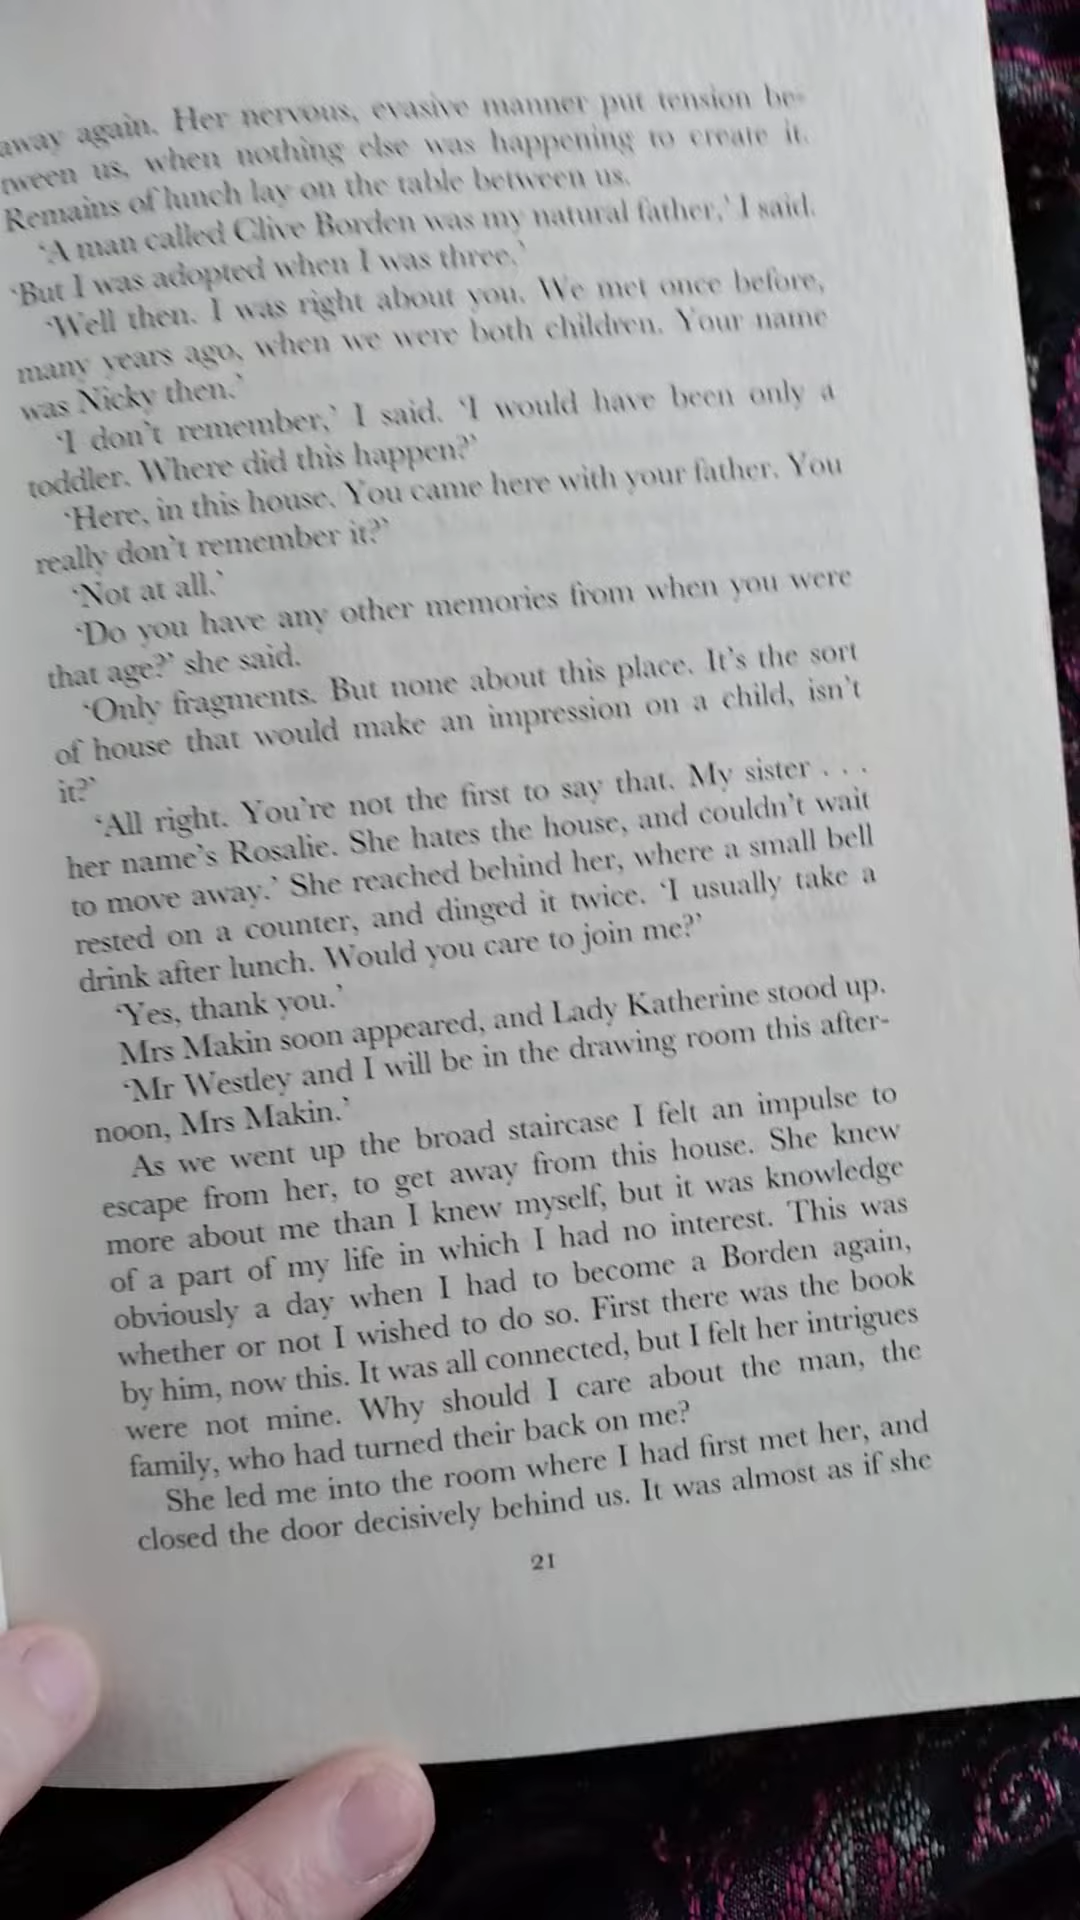 away again. Her nervous, evasive manner put tension be-
tween us, when nothing else was happening to create it.
Remains of lunch lay on the table between us.
‘A man called Clive Borden was my natural father,’ I said.
‘But I was adopted when I was three.’
‘Well then. I was right about you. We met once before,
many years ago, when we were both children. Your name
was Nicky then.’
‘I don’t remember,’ I said. ‘I would have been only a
toddler. Where did this happen?’
‘Here, in this house. You came here with your father. You
really don’t remember it?’
‘Not at all.’
‘Do you have any other memories from when you were
that age?’ she said.
‘Only fragments. But none about this place. It’s the sort
of house that would make an impression on a child, isn’t
it?’
‘All right. You’re not the first to say that. My sister . . .
her name’s Rosalie. She hates the house, and couldn’t wait
to move away.’ She reached behind her, where a small bell
rested on a counter, and dinged it twice. ‘I usually take a
drink after lunch. Would you care to join me?’
‘Yes, thank you.’
Mrs Makin soon appeared, and Lady Katherine stood up.
‘Mr Westley and I will be in the drawing room this after-
noon, Mrs Makin.’
As we went up the broad staircase I felt an impulse to
escape from her, to get away from this house. She knew
more about me than I knew myself, but it was knowledge
of a part of my life in which I had no interest. This was
obviously a day when I had to become a Borden again,
whether or not I wished to do so. First there was the book
by him, now this. It was all connected, but I felt her intrigues
were not mine. Why should I care about the man, the
family, who had turned their back on me?
She led me into the room where I had first met her, and
closed the door decisively behind us. It was almost as if she
21